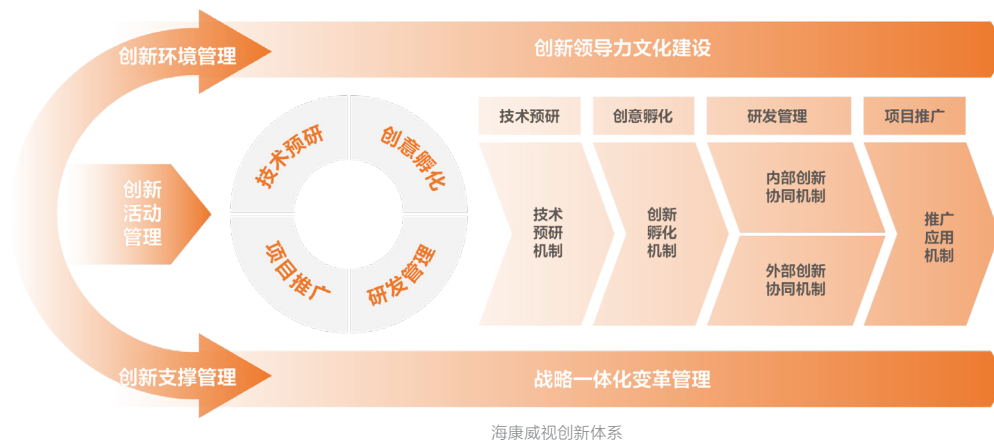 创新环境管理
创新领导力文化建设
创新
活动
管理
技术预研
创意孵化
项目推广
研发管理
技术预研
创意孵化
研发管理
项目推广
技术
预研
机制
创新
孵化
机制
内部创新
协同机制
外部创新
协同机制
推广
应用
机制
创新支撑管理
战略一体化变革管理
海康威视创新体系